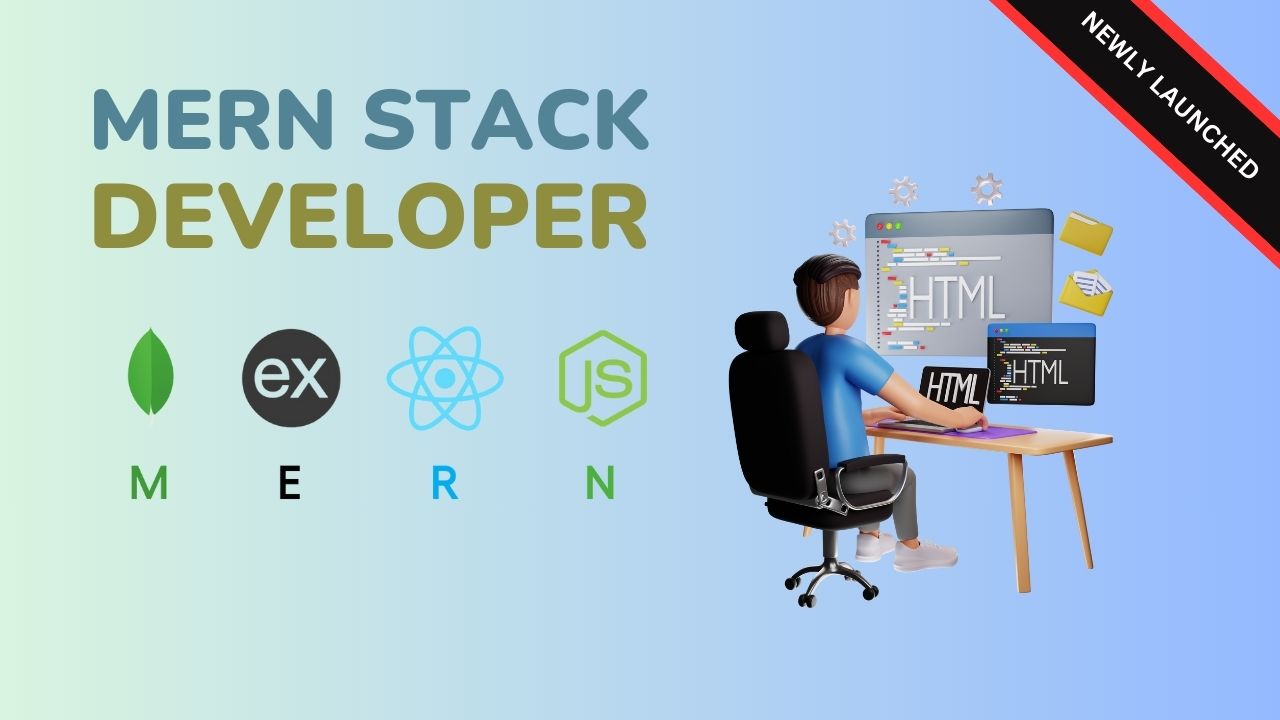 NEWLY LAUNCHED
MERN STACK
DEVELOPER
ex
JS
M E R N
HTML
HTML
HTML